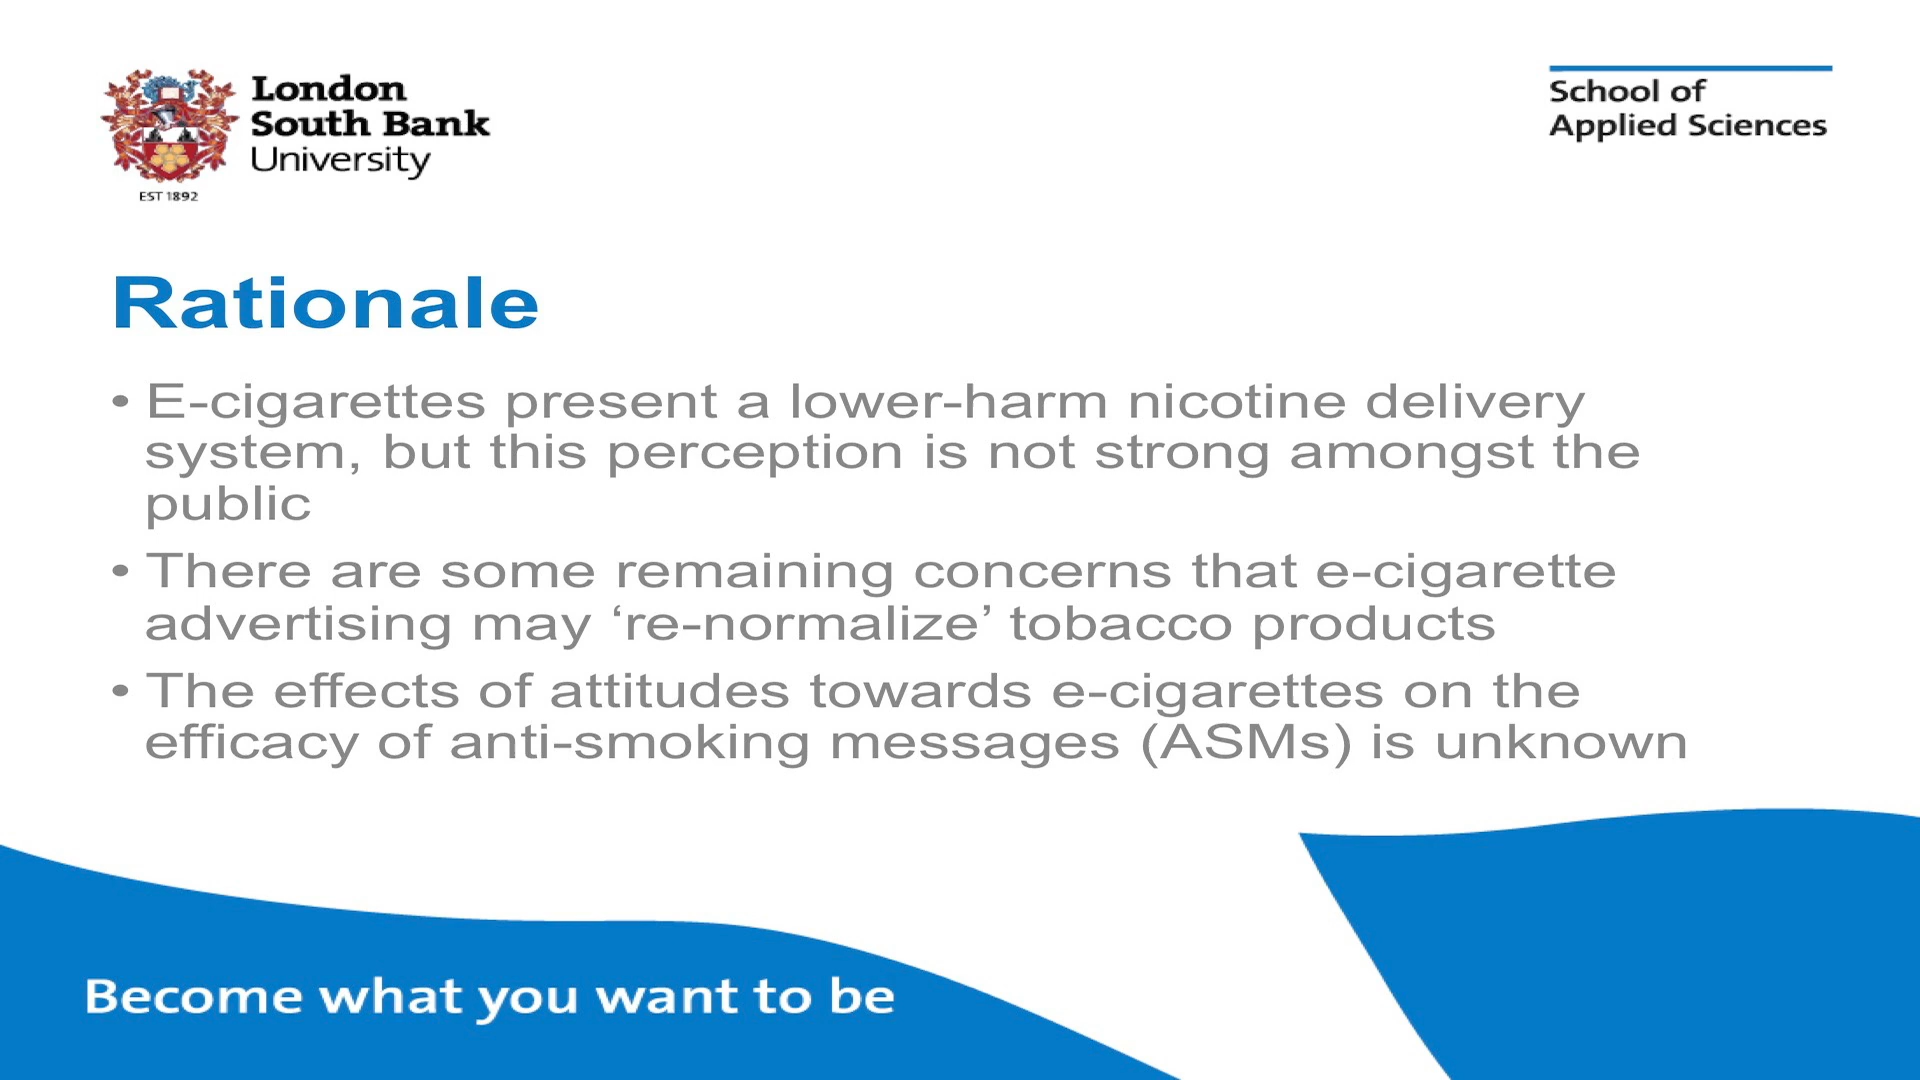 London
South Bank
University
EST 1892
School of
Applied Sciences
Rationale
• E-cigarettes present a lower-harm nicotine delivery
system, but this perception is not strong amongst the
public
• There are some remaining concerns that e-cigarette
advertising may ‘re-normalize’ tobacco products
• The effects of attitudes towards e-cigarettes on the
efficacy of anti-smoking messages (ASMs) is unknown
Become what you want to be